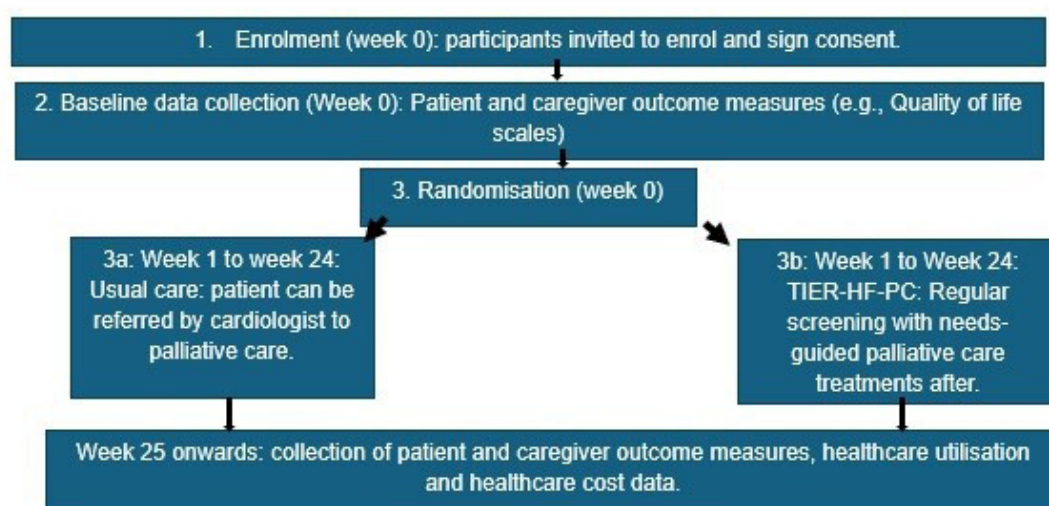 1. Enrolment (week 0): participants invited to enrol and sign consent.
2. Baseline data collection (Week 0): Patient and caregiver outcome measures (e.g., Quality of life
scales)
3. Randomisation (week 0)
3a: Week 1 to week 24:
Usual care: patient can be
referred by cardiologist to
palliative care.
3b: Week 1 to Week 24:
TIER-HF-PC: Regular
screening with needs-
guided palliative care
treatments after.
Week 25 onwards: collection of patient and caregiver outcome measures, healthcare utilisation
and healthcare cost data.